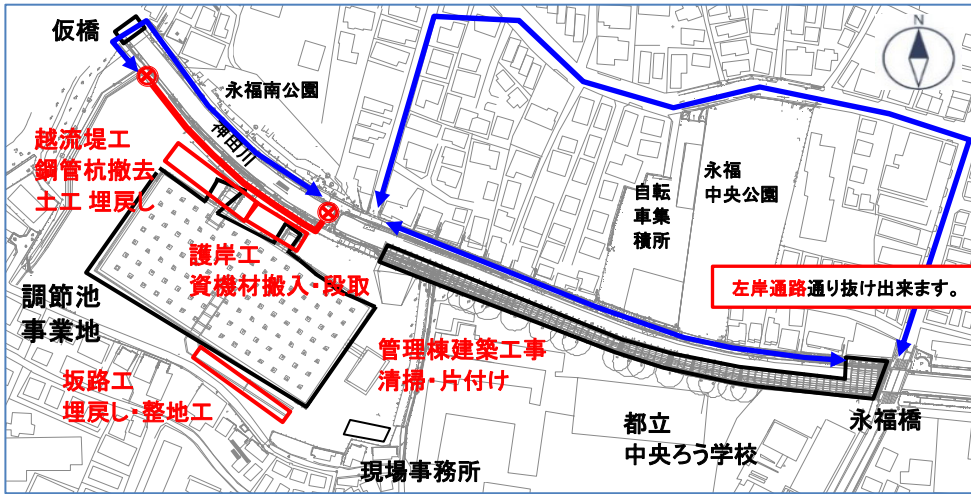 仮橋
永福南公園
神田川
N
越流堤工
鋼管杭撤去
土工 埋戻し
自転
車集
積所
永福
中央公園
護岸工
資機材搬入・段取
左岸通路通り抜け出来ます。
調節池
事業地
管理棟建築工事
清掃・片付け
坂路工
埋戻し・整地工
都立
中央ろう学校
永福橋
現場事務所